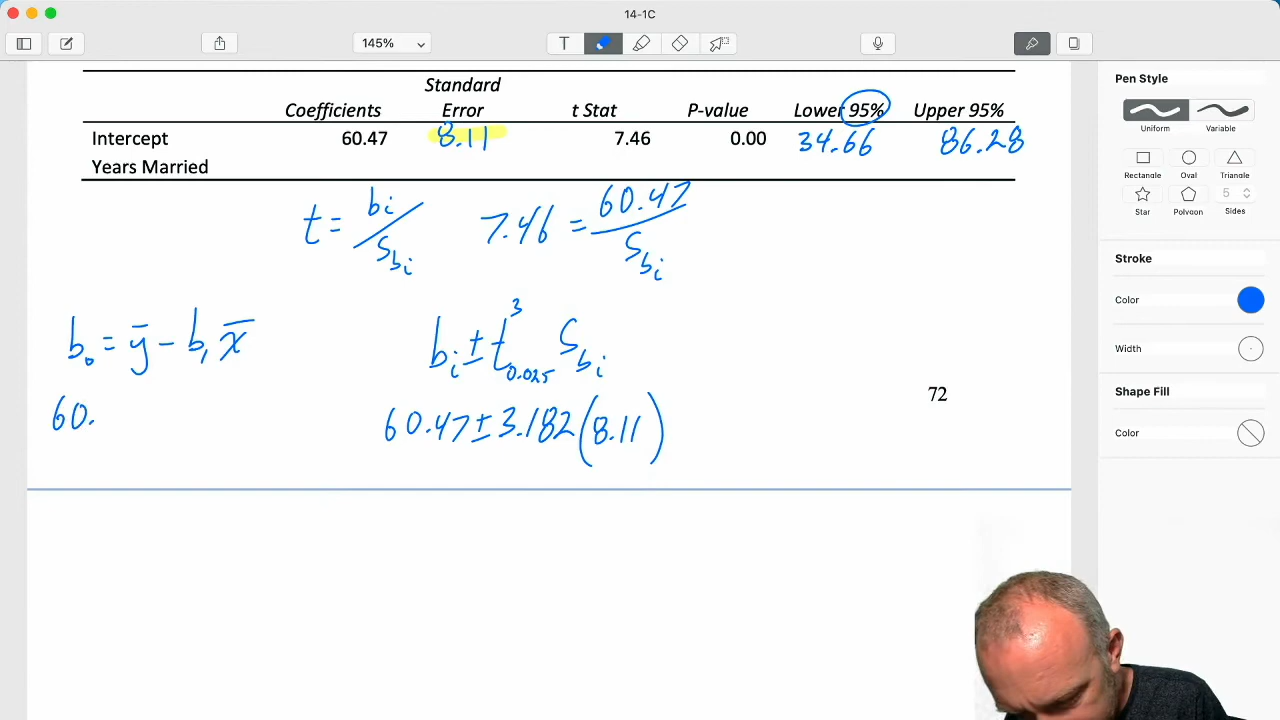 14-1C
145%
T
Pen Style
Uniform Variable
Rectangle Oval Triangle
Star Polygon 5 Sides
Stroke
Color
Width
Shape Fill
Color
Standard
Coefficients Error t Stat P-value Lower 95% Upper 95%
Intercept 60.47 8.11 7.46 0.00 34.66 86.28
Years Married
t = bi/Sbi 7.46 = 60.47/Sbi
b₀ = ȳ − b₁x̄ bi ± t³0.025 Sbi
60. 60.47 ± 3.182(8.11)
72